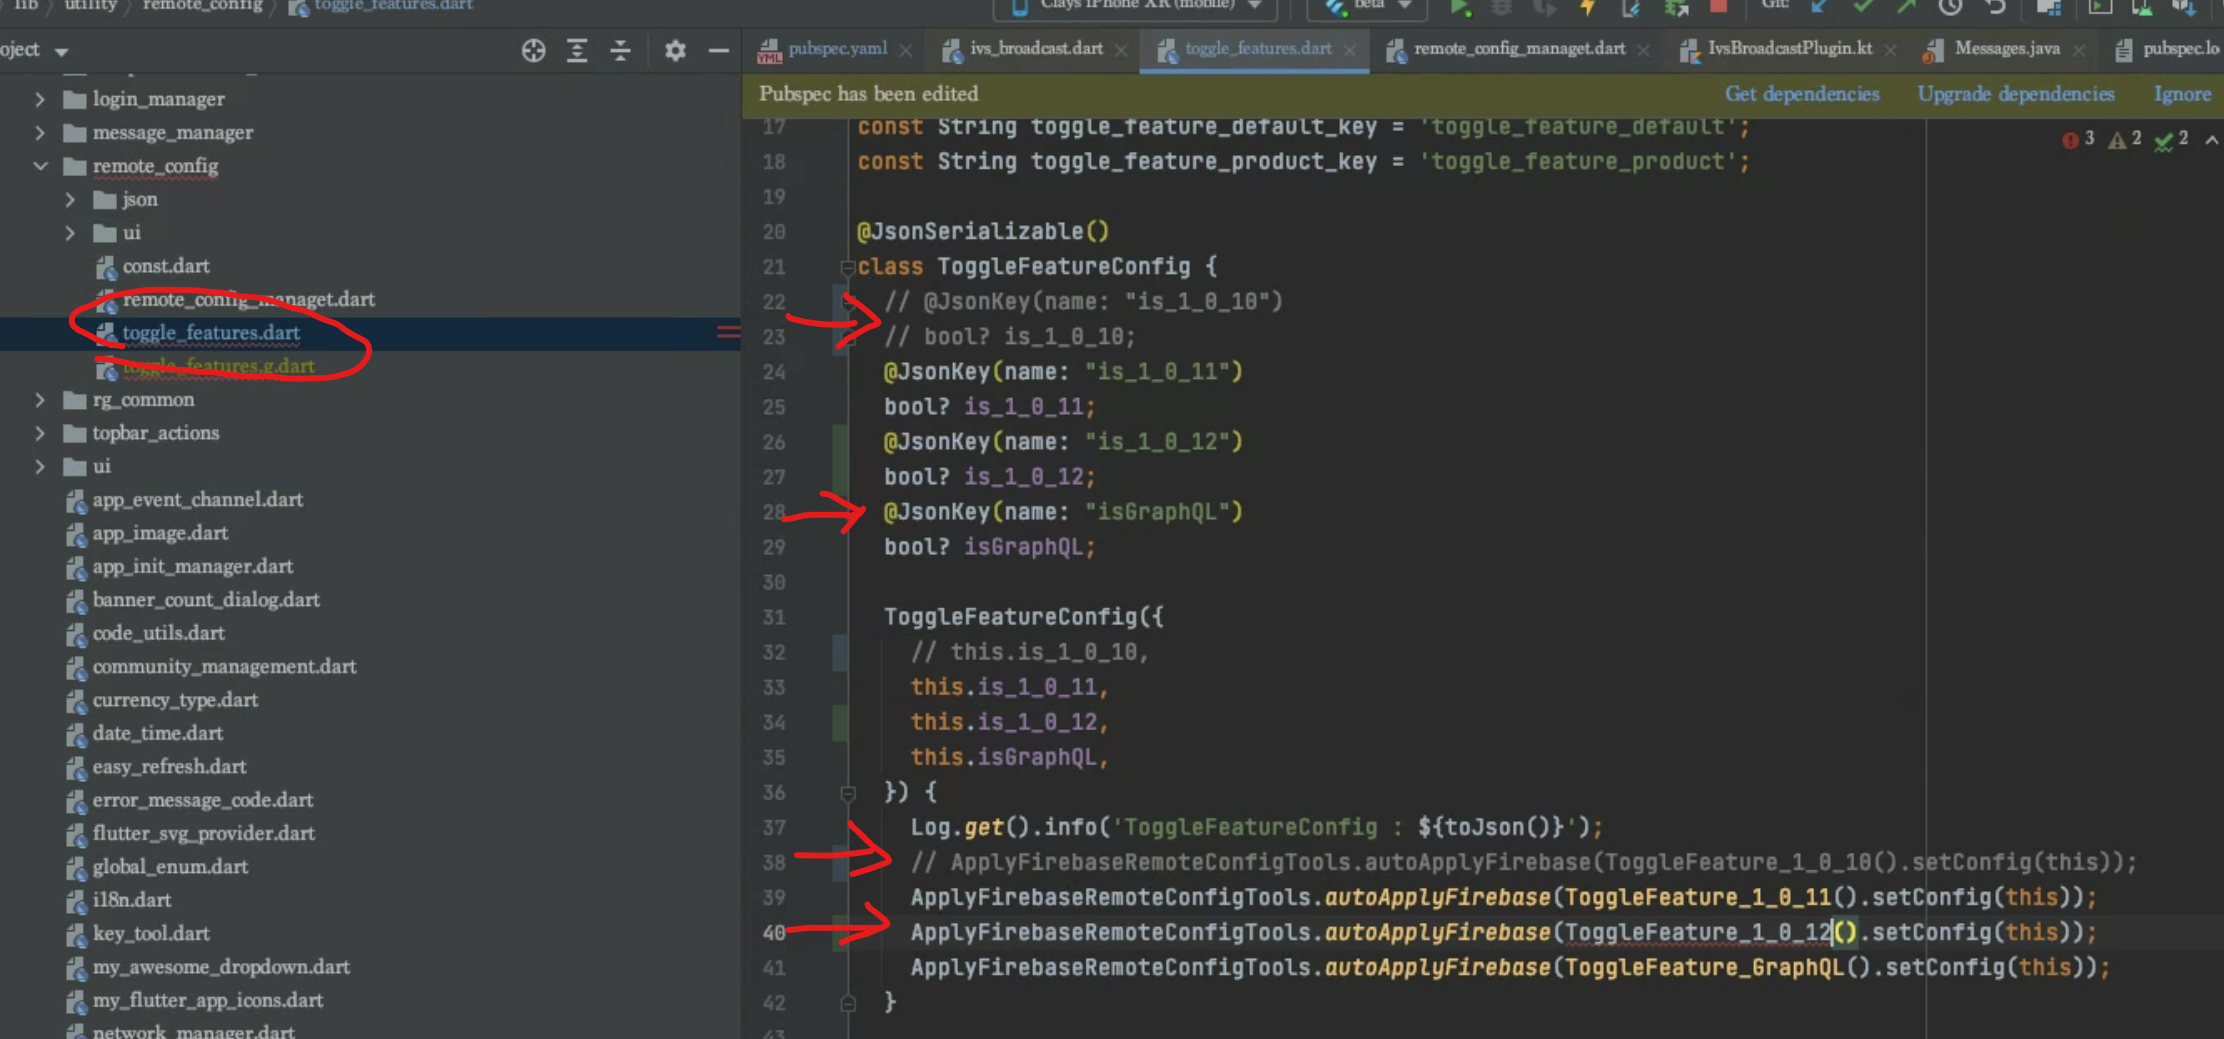 lib utility remote_config toggle_features.dart Clays iPhone XR (mobile) beta Git:
oject
pubspec.yaml ivs_broadcast.dart toggle_features.dart remote_config_managet.dart IvsBroadcastPlugin.kt Messages.java pubspec.lo
Pubspec has been edited Get dependencies Upgrade dependencies Ignore
3 2 2
login_manager
message_manager
remote_config
json
ui
const.dart
remote_config_managet.dart
toggle_features.dart
toggle_features.g.dart
rg_common
topbar_actions
ui
app_event_channel.dart
app_image.dart
app_init_manager.dart
banner_count_dialog.dart
code_utils.dart
community_management.dart
currency_type.dart
date_time.dart
easy_refresh.dart
error_message_code.dart
flutter_svg_provider.dart
global_enum.dart
i18n.dart
key_tool.dart
my_awesome_dropdown.dart
my_flutter_app_icons.dart
network_manager.dart
17 const String toggle_feature_default_key = 'toggle_feature_default';
18 const String toggle_feature_product_key = 'toggle_feature_product';
19
20 @JsonSerializable()
21 class ToggleFeatureConfig {
22 // @JsonKey(name: "is_1_0_10")
23 // bool? is_1_0_10;
24 @JsonKey(name: "is_1_0_11")
25 bool? is_1_0_11;
26 @JsonKey(name: "is_1_0_12")
27 bool? is_1_0_12;
28 @JsonKey(name: "isGraphQL")
29 bool? isGraphQL;
30
31 ToggleFeatureConfig({
32 // this.is_1_0_10,
33 this.is_1_0_11,
34 this.is_1_0_12,
35 this.isGraphQL,
36 }) {
37 Log.get().info('ToggleFeatureConfig : ${toJson()}');
38 // ApplyFirebaseRemoteConfigTools.autoApplyFirebase(ToggleFeature_1_0_10().setConfig(this));
39 ApplyFirebaseRemoteConfigTools.autoApplyFirebase(ToggleFeature_1_0_11().setConfig(this));
40 ApplyFirebaseRemoteConfigTools.autoApplyFirebase(ToggleFeature_1_0_12().setConfig(this));
41 ApplyFirebaseRemoteConfigTools.autoApplyFirebase(ToggleFeature_GraphQL().setConfig(this));
42 }
43